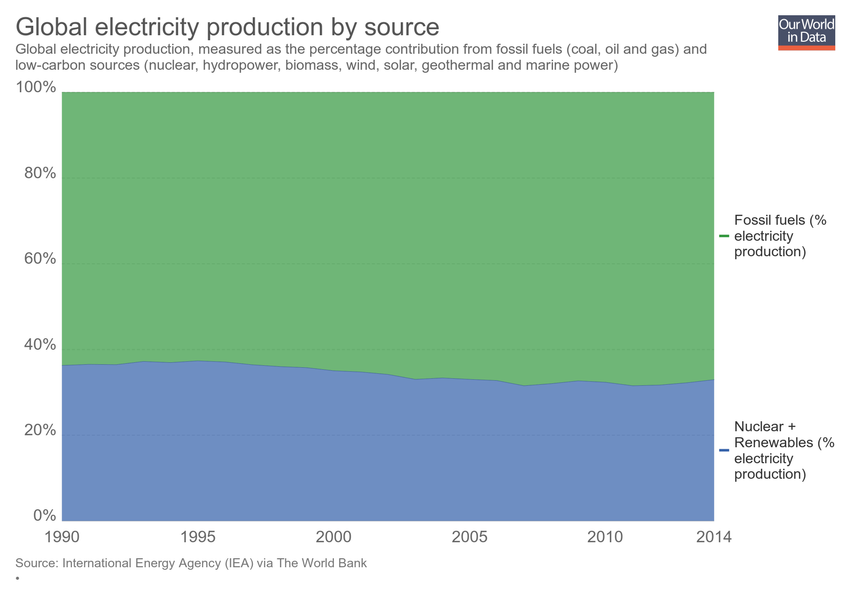 Global electricity production by source
Our World
in Data
Global electricity production, measured as the percentage contribution from fossil fuels (coal, oil and gas) and
low-carbon sources (nuclear, hydropower, biomass, wind, solar, geothermal and marine power)
100%
80%
60%
40%
20%
0%
Fossil fuels (%
electricity
production)
Nuclear +
Renewables (%
electricity
production)
1990
1995
2000
2005
2010
2014
Source: International Energy Agency (IEA) via The World Bank
•